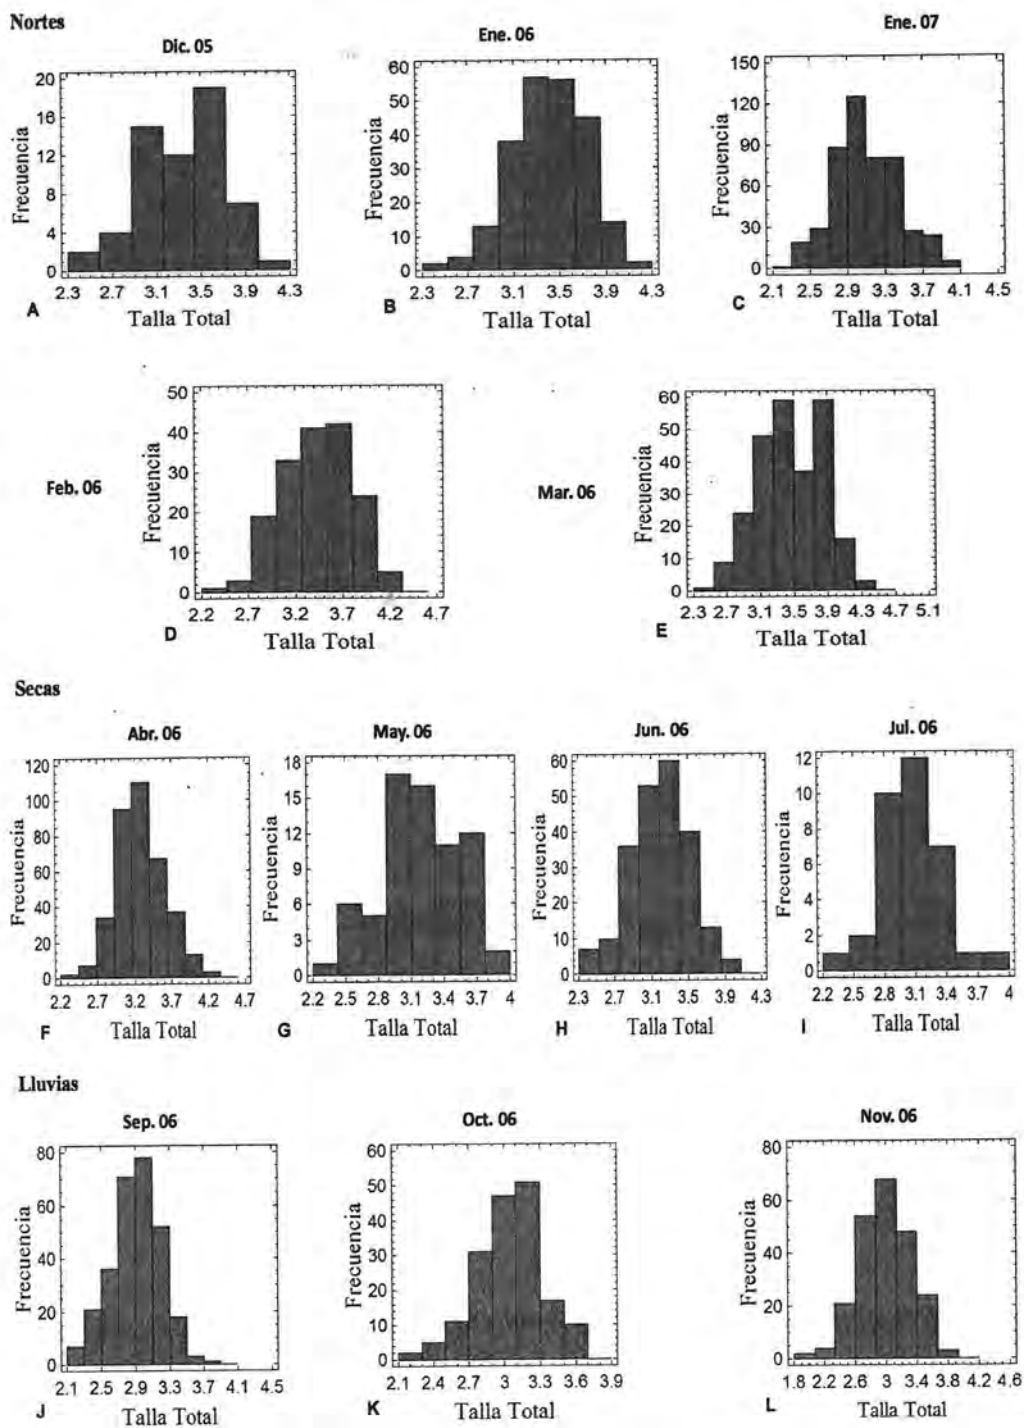 Nortes
Dic. 05
Ene. 06
Ene. 07
Frecuencia
20
16
12
8
4
0
2.3 2.7 3.1 3.5 3.9 4.3
A
Talla Total
Frecuencia
60
50
40
30
20
10
0
2.3 2.7 3.1 3.5 3.9 4.3
B
Talla Total
Frecuencia
150
120
90
60
30
0
2.1 2.5 2.9 3.3 3.7 4.1 4.5
C
Talla Total
Feb. 06
Frecuencia
50
40
30
20
10
0
2.2 2.7 3.2 3.7 4.2 4.7
D
Talla Total
Mar. 06
Frecuencia
60
50
40
30
20
10
0
2.3 2.7 3.1 3.5 3.9 4.3 4.7 5.1
E
Talla Total
Secas
Abr. 06
May. 06
Jun. 06
Jul. 06
Frecuencia
120
100
80
60
40
20
0
2.2 2.7 3.2 3.7 4.2 4.7
F
Talla Total
Frecuencia
18
15
12
9
6
3
0
2.2 2.5 2.8 3.1 3.4 3.7 4
G
Talla Total
Frecuencia
60
50
40
30
20
10
0
2.3 2.7 3.1 3.5 3.9 4.3
H
Talla Total
Frecuencia
12
10
8
6
4
2
0
2.2 2.5 2.8 3.1 3.4 3.7 4
I
Talla Total
Lluvias
Sep. 06
Oct. 06
Nov. 06
Frecuencia
80
60
40
20
0
2.1 2.5 2.9 3.3 3.7 4.1 4.5
J
Talla Total
Frecuencia
60
50
40
30
20
10
0
2.1 2.4 2.7 3 3.3 3.6 3.9
K
Talla Total
Frecuencia
80
60
40
20
0
1.8 2.2 2.6 3 3.4 3.8 4.2 4.6
L
Talla Total